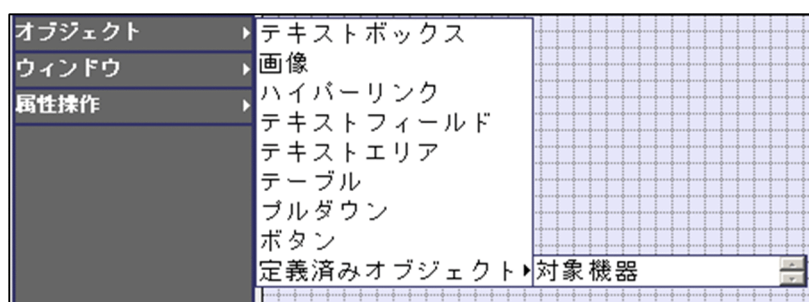 オブジェクト
ウィンドウ
属性操作
テキストボックス
画像
ハイパーリンク
テキストフィールド
テキストエリア
テーブル
プルダウン
ボタン
定義済みオブジェクト
対象機器